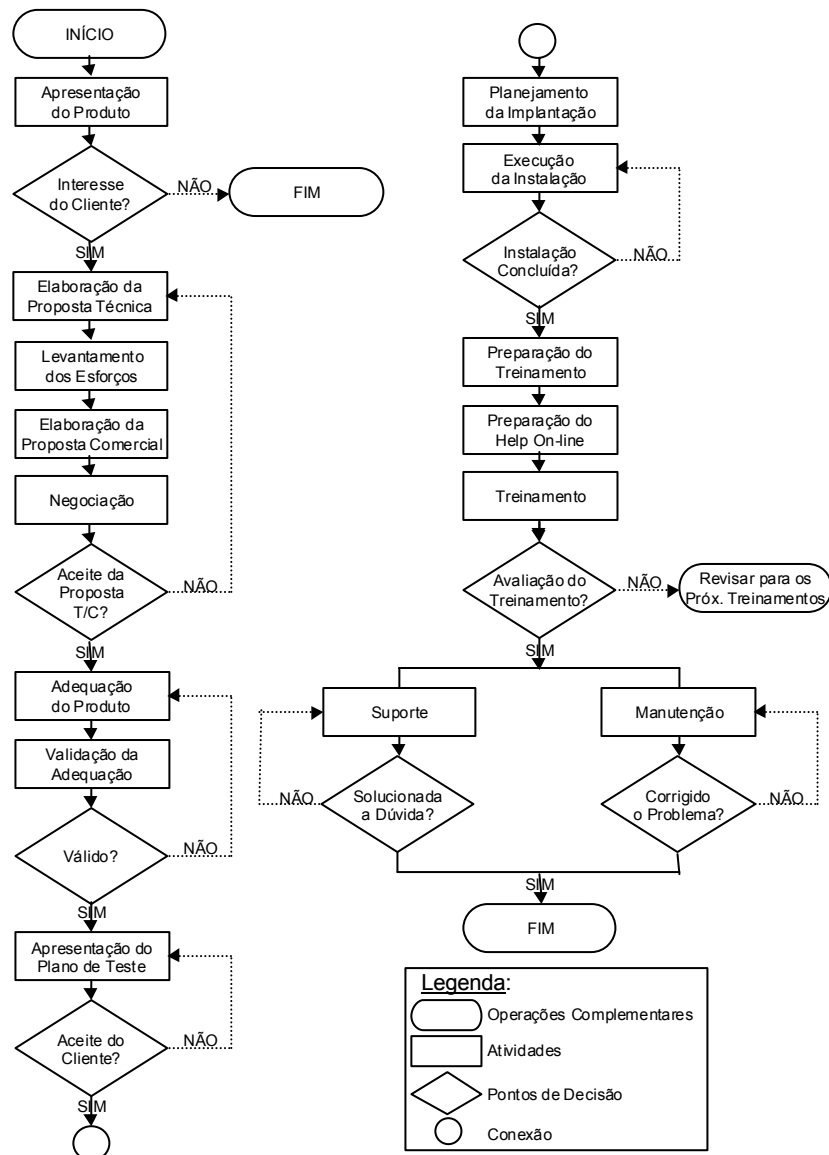 INÍCIO
Apresentação
do Produto
Interesse
do Cliente?
NÃO
FIM
SIM
Elaboração da
Proposta Técnica
Levantamento
dos Esforços
Elaboração da
Proposta Comercial
Negociação
Aceite da
Proposta
T/C?
NÃO
SIM
Adequação
do Produto
Validação da
Adequação
Válido?
NÃO
SIM
Apresentação do
Plano de Teste
Aceite do
Cliente?
NÃO
SIM
Planejamento
da Implantação
Execução
da Instalação
Instalação
Concluída?
NÃO
SIM
Preparação do
Treinamento
Preparação do
Help On-line
Treinamento
Avaliação do
Treinamento?
NÃO
Revisar para os
Próx. Treinamentos
SIM
Suporte
Solucionada
a Dúvida?
NÃO
Manutenção
Corrigido
o Problema?
NÃO
SIM
FIM
Legenda:
Operações Complementares
Atividades
Pontos de Decisão
Conexão